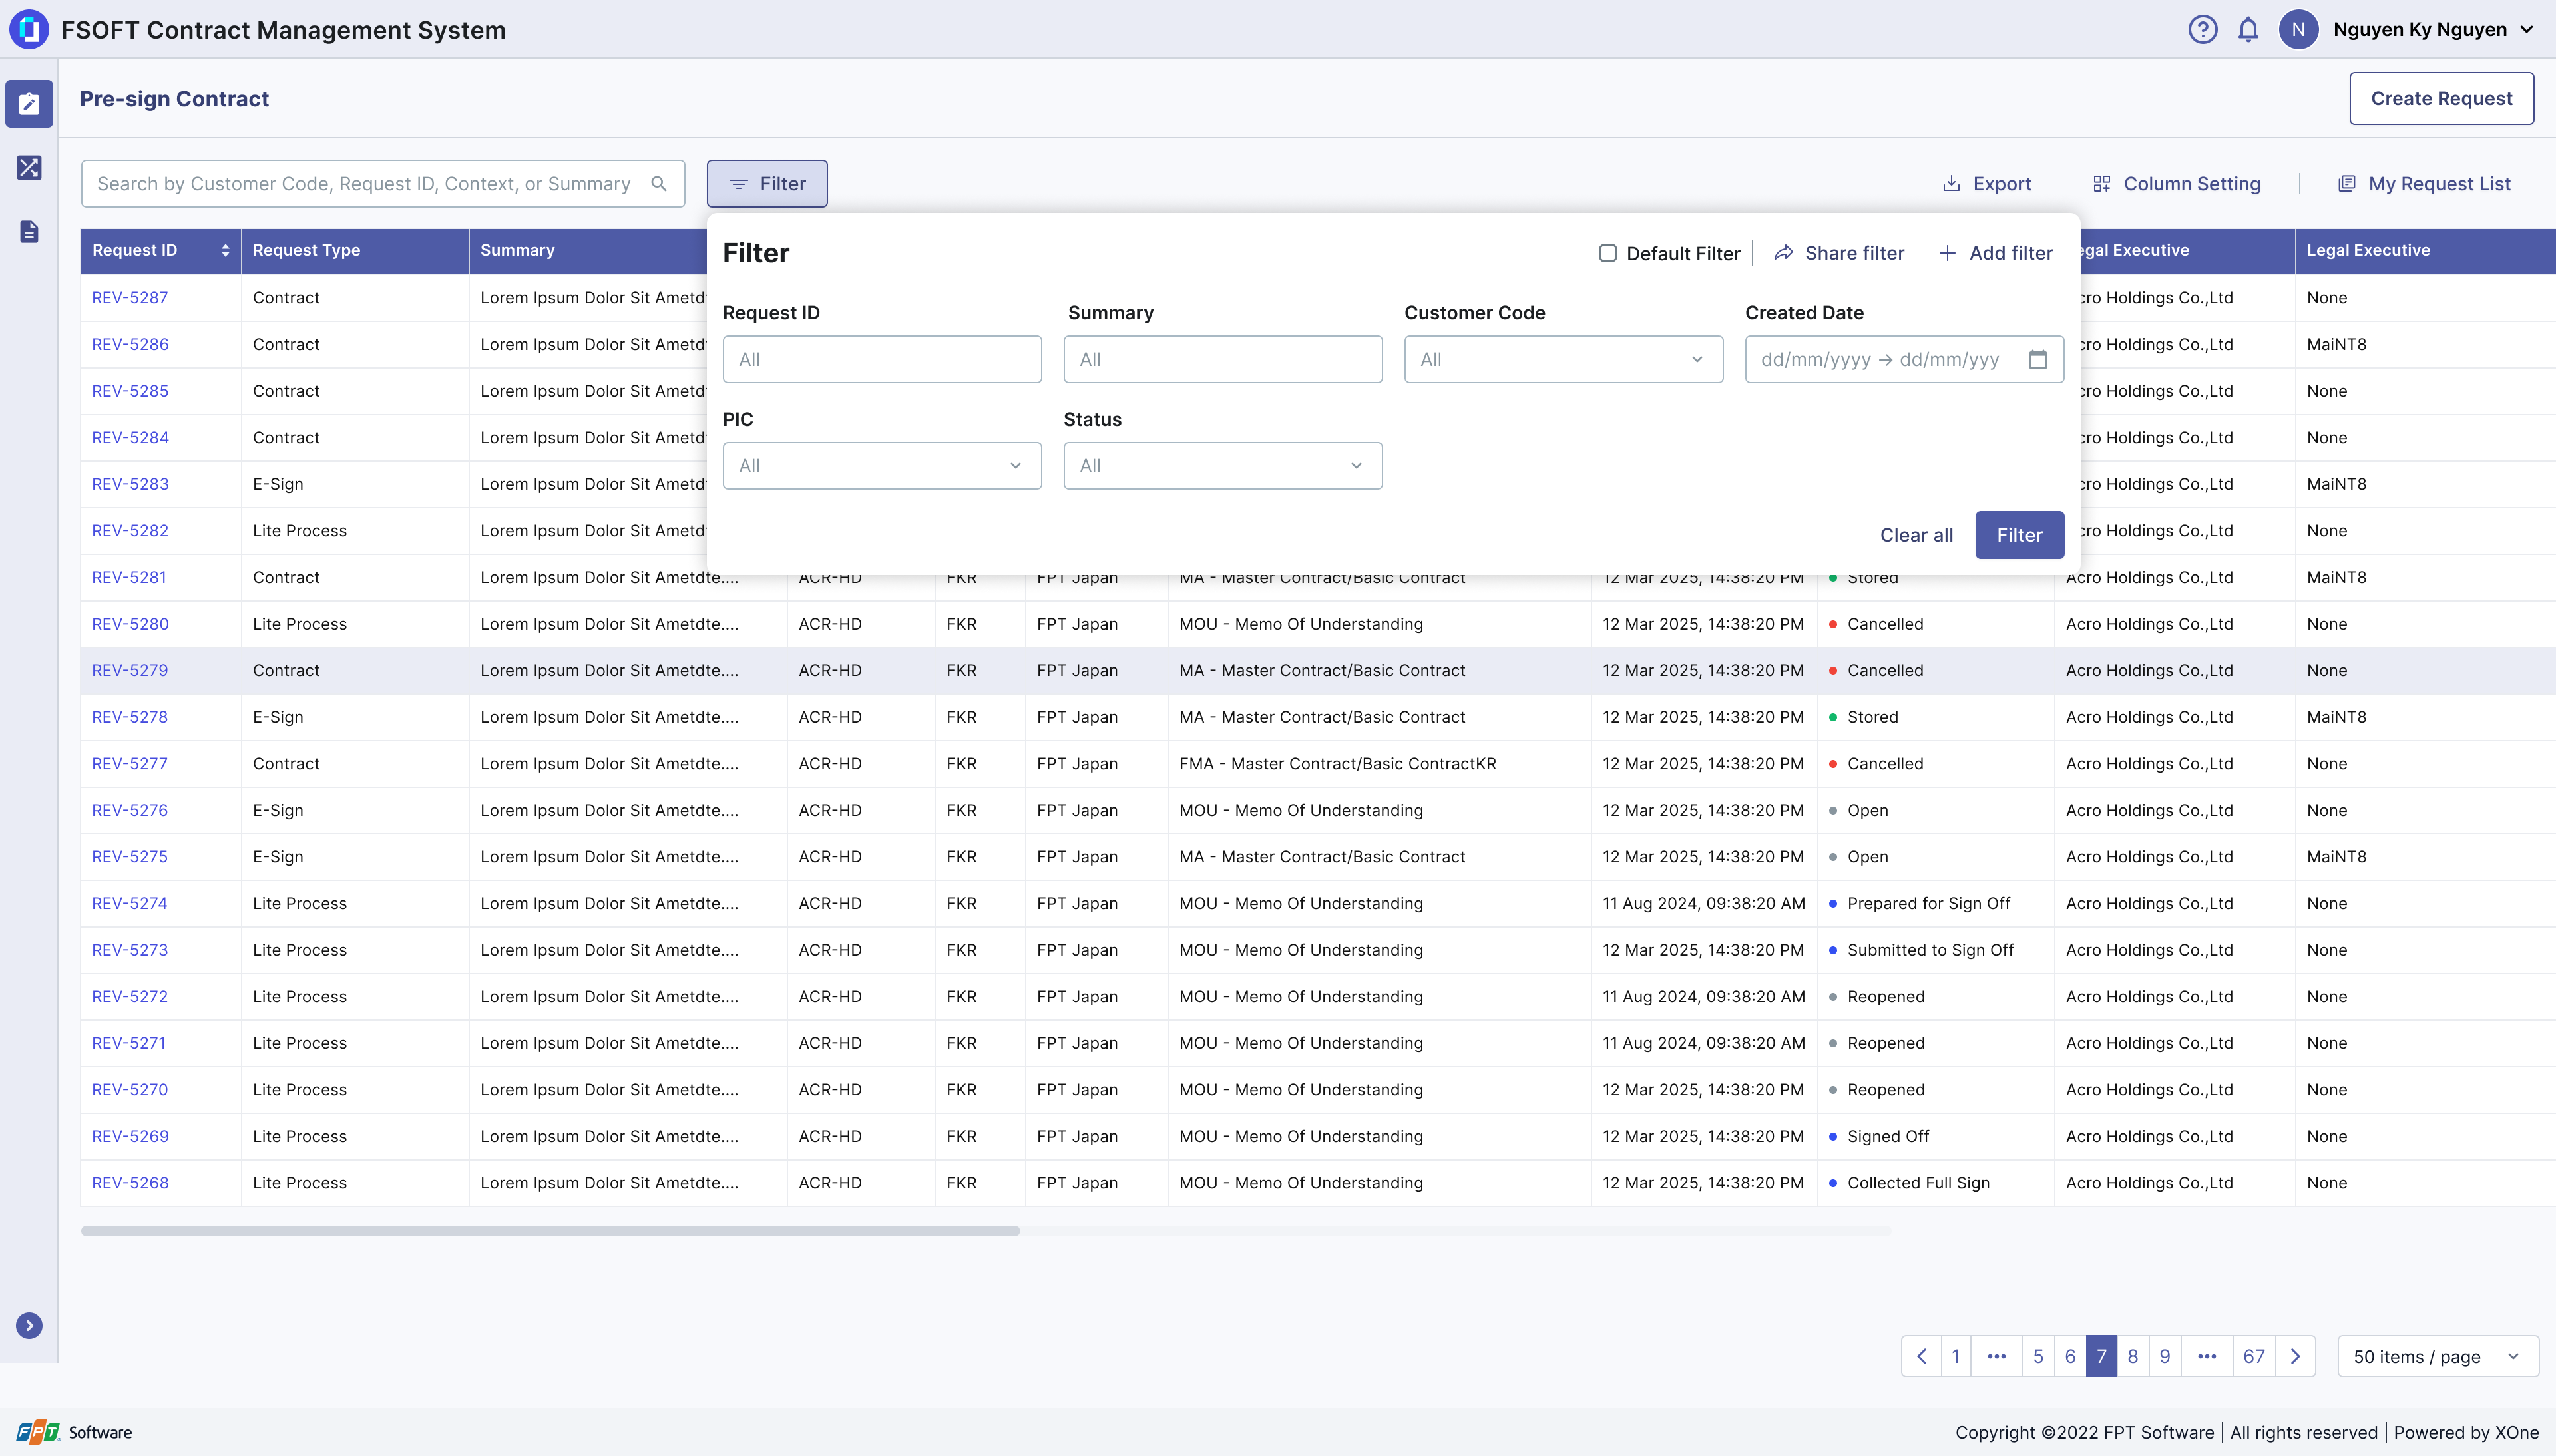 FSOFT Contract Management System
N Nguyen Ky Nguyen
Pre-sign Contract
Create Request
Search by Customer Code, Request ID, Context, or Summary
Filter
Export
Column Setting
My Request List
Request ID Request Type Summary egal Executive Legal Executive
Filter
Default Filter
Share filter
Add filter
Request ID Summary Customer Code Created Date
All All All dd/mm/yyyy → dd/mm/yyy
PIC Status
All All
Clear all Filter
REV-5287 Contract Lorem Ipsum Dolor Sit Ametdt cro Holdings Co.,Ltd None
REV-5286 Contract Lorem Ipsum Dolor Sit Ametdt cro Holdings Co.,Ltd MaiNT8
REV-5285 Contract Lorem Ipsum Dolor Sit Ametdt cro Holdings Co.,Ltd None
REV-5284 Contract Lorem Ipsum Dolor Sit Ametdt cro Holdings Co.,Ltd None
REV-5283 E-Sign Lorem Ipsum Dolor Sit Ametdt cro Holdings Co.,Ltd MaiNT8
REV-5282 Lite Process Lorem Ipsum Dolor Sit Ametdt cro Holdings Co.,Ltd None
REV-5281 Contract Lorem Ipsum Dolor Sit Ametdte.... ACR-HD FKR FPT Japan MA - Master Contract/Basic Contract 12 Mar 2025, 14:38:20 PM Stored Acro Holdings Co.,Ltd MaiNT8
REV-5280 Lite Process Lorem Ipsum Dolor Sit Ametdte.... ACR-HD FKR FPT Japan MOU - Memo Of Understanding 12 Mar 2025, 14:38:20 PM Cancelled Acro Holdings Co.,Ltd None
REV-5279 Contract Lorem Ipsum Dolor Sit Ametdte.... ACR-HD FKR FPT Japan MA - Master Contract/Basic Contract 12 Mar 2025, 14:38:20 PM Cancelled Acro Holdings Co.,Ltd None
REV-5278 E-Sign Lorem Ipsum Dolor Sit Ametdte.... ACR-HD FKR FPT Japan MA - Master Contract/Basic Contract 12 Mar 2025, 14:38:20 PM Stored Acro Holdings Co.,Ltd MaiNT8
REV-5277 Contract Lorem Ipsum Dolor Sit Ametdte.... ACR-HD FKR FPT Japan FMA - Master Contract/Basic ContractKR 12 Mar 2025, 14:38:20 PM Cancelled Acro Holdings Co.,Ltd None
REV-5276 E-Sign Lorem Ipsum Dolor Sit Ametdte.... ACR-HD FKR FPT Japan MOU - Memo Of Understanding 12 Mar 2025, 14:38:20 PM Open Acro Holdings Co.,Ltd None
REV-5275 E-Sign Lorem Ipsum Dolor Sit Ametdte.... ACR-HD FKR FPT Japan MA - Master Contract/Basic Contract 12 Mar 2025, 14:38:20 PM Open Acro Holdings Co.,Ltd MaiNT8
REV-5274 Lite Process Lorem Ipsum Dolor Sit Ametdte.... ACR-HD FKR FPT Japan MOU - Memo Of Understanding 11 Aug 2024, 09:38:20 AM Prepared for Sign Off Acro Holdings Co.,Ltd None
REV-5273 Lite Process Lorem Ipsum Dolor Sit Ametdte.... ACR-HD FKR FPT Japan MOU - Memo Of Understanding 12 Mar 2025, 14:38:20 PM Submitted to Sign Off Acro Holdings Co.,Ltd None
REV-5272 Lite Process Lorem Ipsum Dolor Sit Ametdte.... ACR-HD FKR FPT Japan MOU - Memo Of Understanding 11 Aug 2024, 09:38:20 AM Reopened Acro Holdings Co.,Ltd None
REV-5271 Lite Process Lorem Ipsum Dolor Sit Ametdte.... ACR-HD FKR FPT Japan MOU - Memo Of Understanding 11 Aug 2024, 09:38:20 AM Reopened Acro Holdings Co.,Ltd None
REV-5270 Lite Process Lorem Ipsum Dolor Sit Ametdte.... ACR-HD FKR FPT Japan MOU - Memo Of Understanding 12 Mar 2025, 14:38:20 PM Reopened Acro Holdings Co.,Ltd None
REV-5269 Lite Process Lorem Ipsum Dolor Sit Ametdte.... ACR-HD FKR FPT Japan MOU - Memo Of Understanding 12 Mar 2025, 14:38:20 PM Signed Off Acro Holdings Co.,Ltd None
REV-5268 Lite Process Lorem Ipsum Dolor Sit Ametdte.... ACR-HD FKR FPT Japan MOU - Memo Of Understanding 12 Mar 2025, 14:38:20 PM Collected Full Sign Acro Holdings Co.,Ltd None
1 ••• 5 6 7 8 9 ••• 67 50 items / page
FPT Software
Copyright ©2022 FPT Software | All rights reserved | Powered by XOne